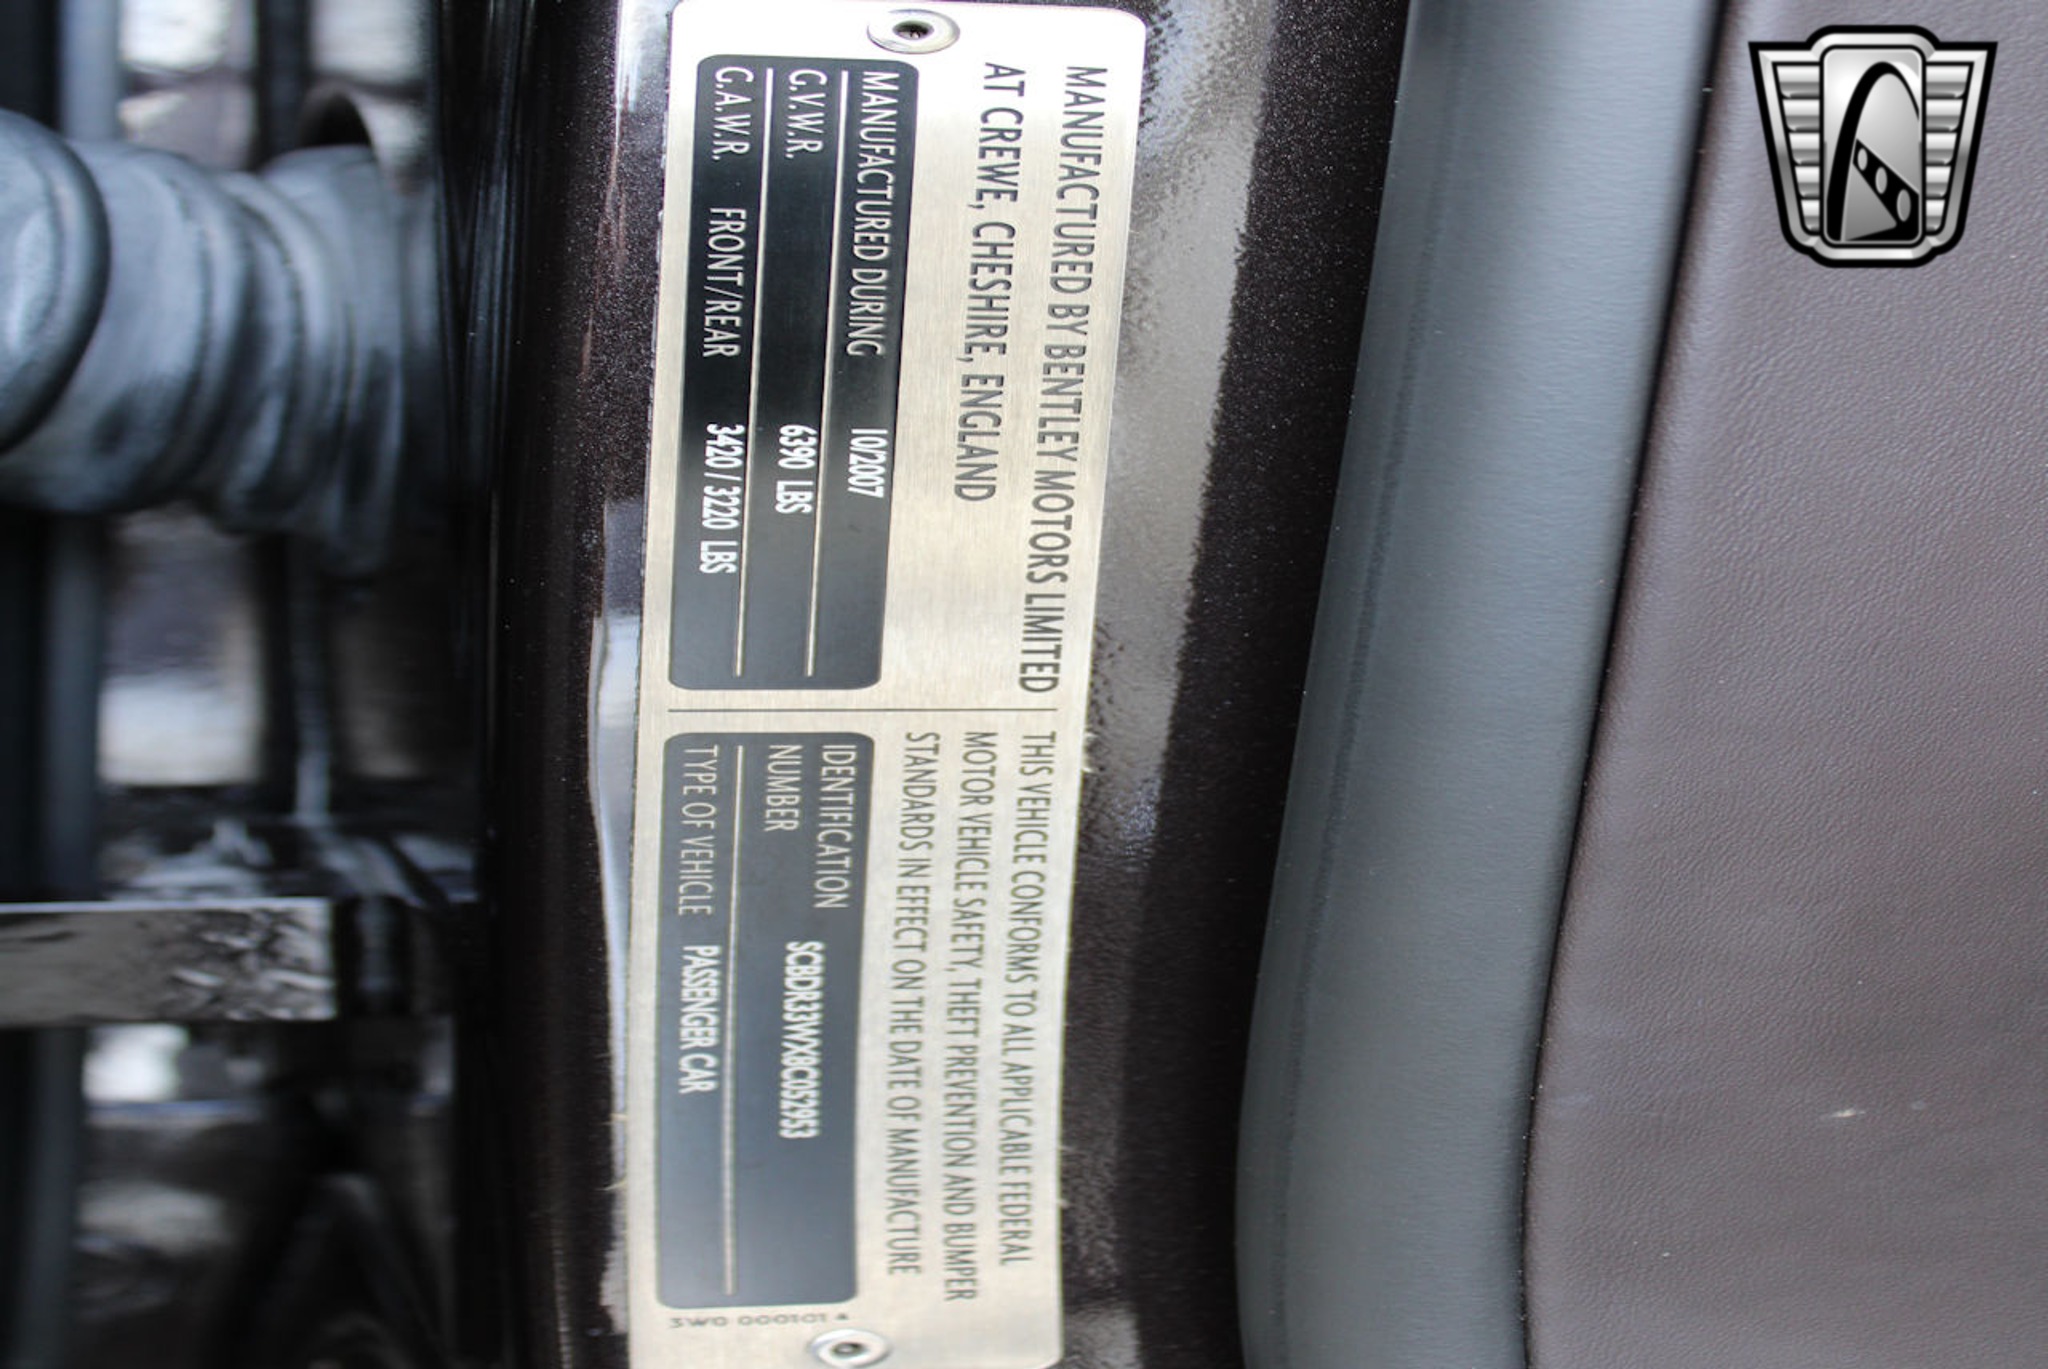 MANUFACTURED BY BENTLEY MOTORS LIMITED
AT CREWE, CHESHIRE, ENGLAND
MANUFACTURED DURING 10/2007
G.V.W.R. 6390 LBS
G.A.W.R. FRONT/REAR 3420 / 3220 LBS
THIS VEHICLE CONFORMS TO ALL APPLICABLE FEDERAL
MOTOR VEHICLE SAFETY, THEFT PREVENTION AND BUMPER
STANDARDS IN EFFECT ON THE DATE OF MANUFACTURE
IDENTIFICATION
NUMBER SCBDR33WX8C052953
TYPE OF VEHICLE PASSENGER CAR
3W0 000101 A